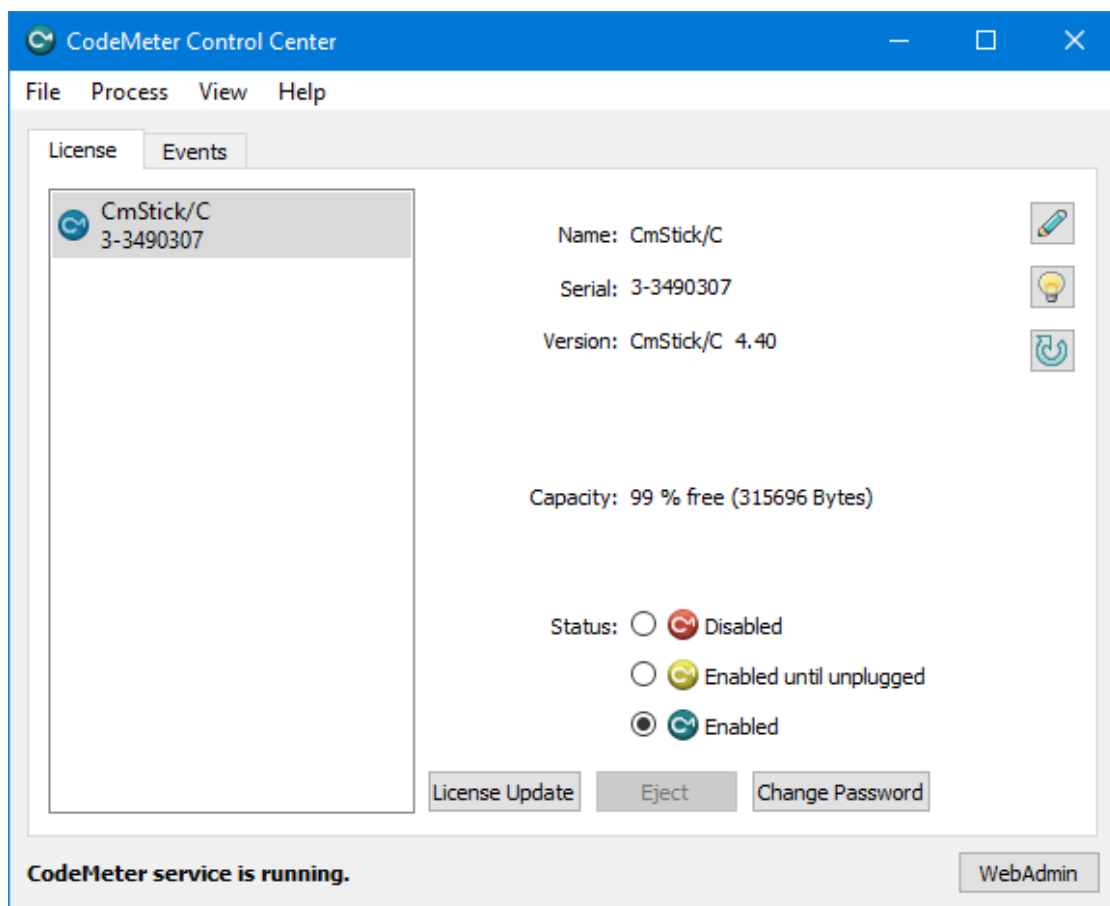 CodeMeter Control Center
File Process View Help
License Events
CmStick/C
3-3490307
Name: CmStick/C
Serial: 3-3490307
Version: CmStick/C 4.40
Capacity: 99 % free (315696 Bytes)
Status: Disabled
Enabled until unplugged
Enabled
License Update Eject Change Password
CodeMeter service is running. WebAdmin